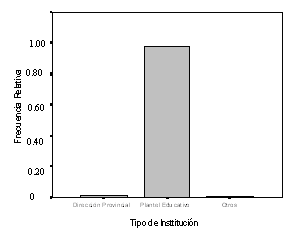 1.00
0.80
0.60
0.40
0.20
0
Frecuencia Relativa
Dirección Provincial
Plantel Educativo
Otros
Tipo de Institución